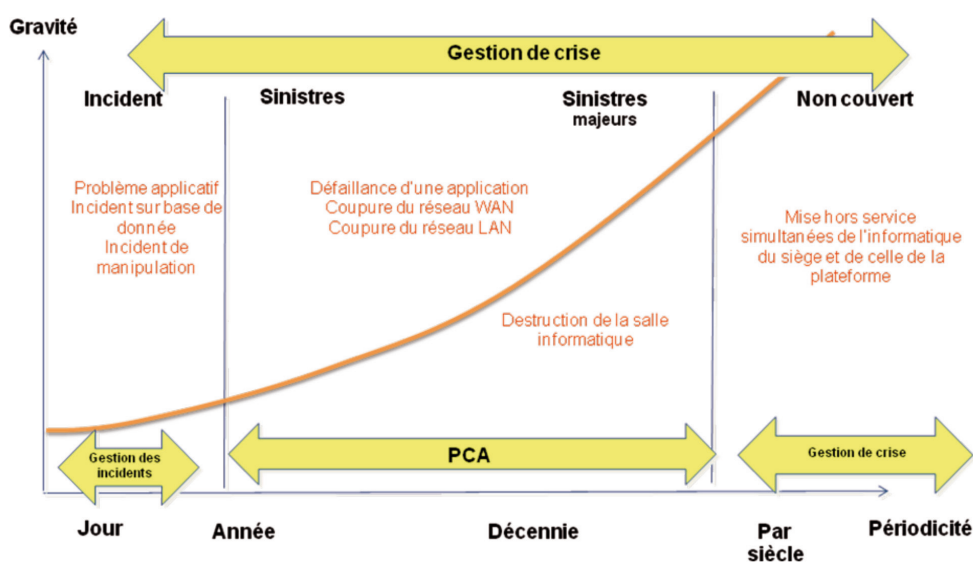 Gravité
Gestion de crise
Incident
Sinistres
Sinistres
majeurs
Non couvert
Problème applicatif
Incident sur base de
donnée
Incident de
manipulation
Défaillance d'une application
Coupure du réseau WAN
Coupure du réseau LAN
Mise hors service
simultanées de l'informatique
du siège et de celle de la
plateforme
Destruction de la salle
informatique
Gestion des
incidents
PCA
Gestion de crise
Jour
Année
Décennie
Par
siècle
Périodicité